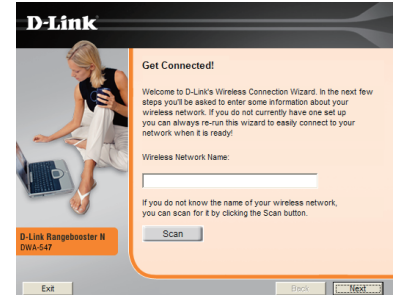 D-Link
Get Connected!
Welcome to D-Link's Wireless Connection Wizard. In the next few
steps you'll be asked to enter some information about your
wireless network. If you do not currently have one set up
you can always re-run this wizard to easily connect to your
network when it is ready!
Wireless Network Name:
If you do not know the name of your wireless network,
you can scan for it by clicking the Scan button.
Scan
D-Link Rangebooster N
DWA-547
Exit
Back
Next